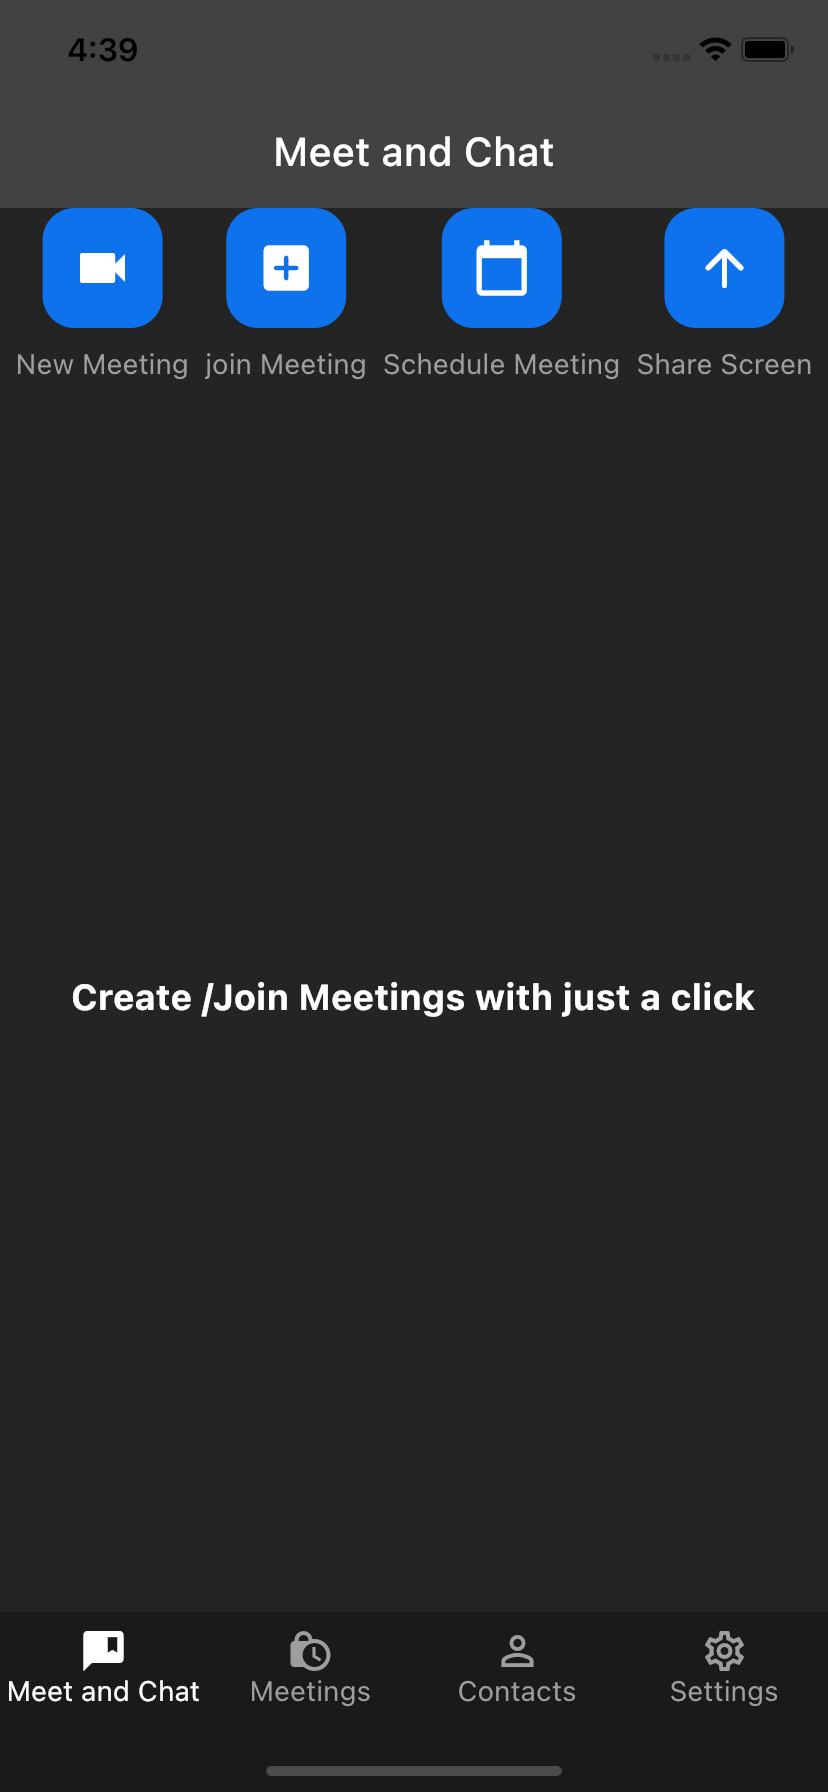 4:39
Meet and Chat
New Meeting join Meeting Schedule Meeting Share Screen
Create /Join Meetings with just a click
Meet and Chat Meetings Contacts Settings